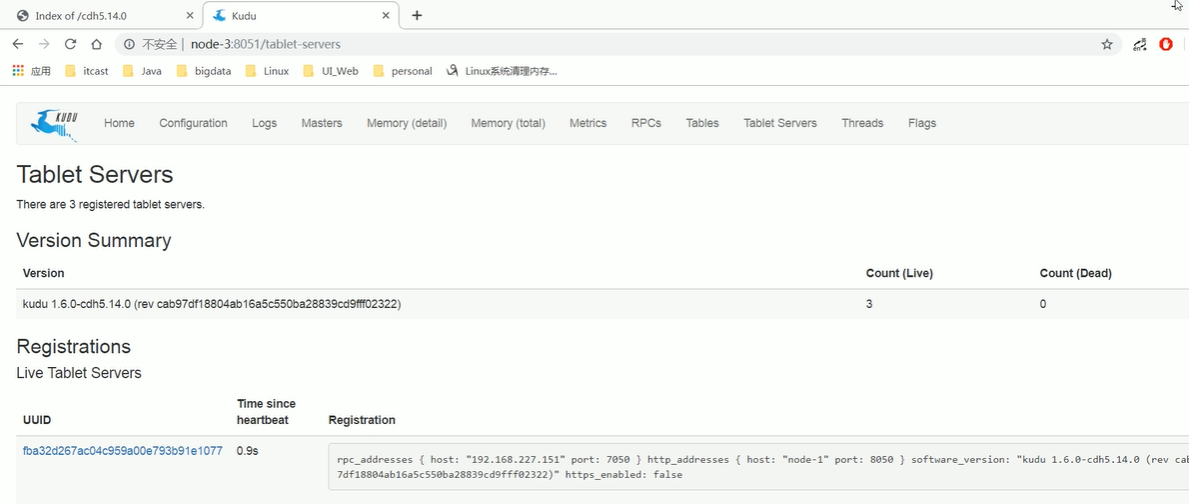 Index of /cdh5.14.0
Kudu
不安全 | node-3:8051/tablet-servers
应用 itcast Java bigdata Linux UI_Web personal Linux系统清理内存...
KUDU Home Configuration Logs Masters Memory (detail) Memory (total) Metrics RPCs Tables Tablet Servers Threads Flags
Tablet Servers
There are 3 registered tablet servers.
Version Summary
Version Count (Live) Count (Dead)
kudu 1.6.0-cdh5.14.0 (rev cab97df18804ab16a5c550ba28839cd9fff02322) 3 0
Registrations
Live Tablet Servers
Time since
UUID heartbeat Registration
fba32d267ac04c959a00e793b91e1077 0.9s
rpc_addresses { host: "192.168.227.151" port: 7050 } http_addresses { host: "node-1" port: 8050 } software_version: "kudu 1.6.0-cdh5.14.0 (rev cab
7df18804ab16a5c550ba28839cd9fff02322)" https_enabled: false